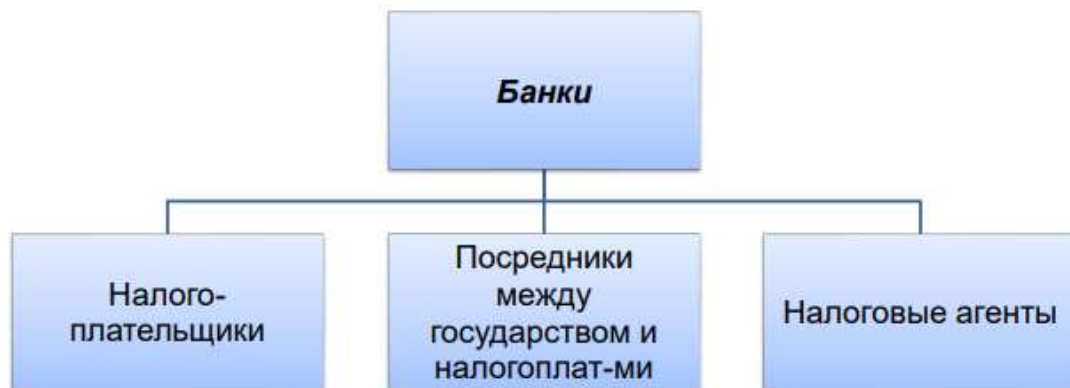 Банки
Налого-
плательщики
Посредники
между
государством и
налогоплат-ми
Налоговые агенты